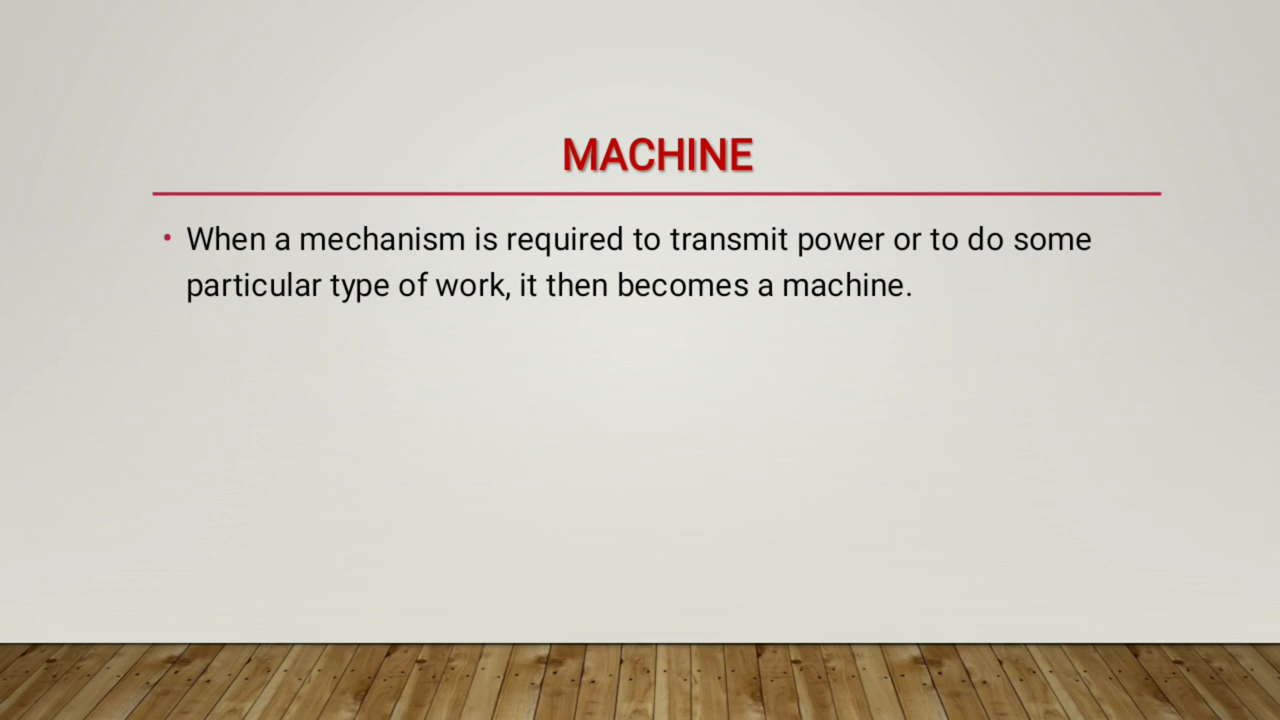 MACHINE
• When a mechanism is required to transmit power or to do some
particular type of work, it then becomes a machine.